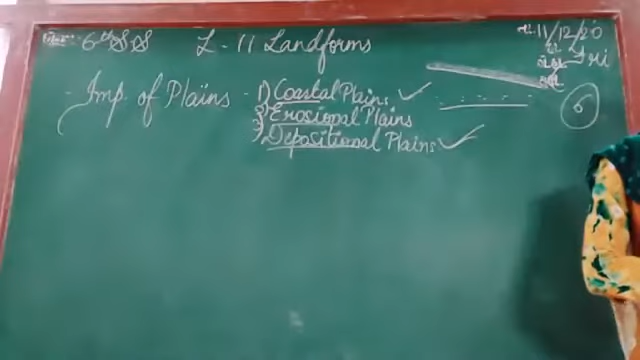 6th SS L - 11 Landforms 11/12/20
Fri
- Imp. of Plains - 1) Coastal Plains ✓
2) Erosional Plains
3) Depositional Plains ✓
6